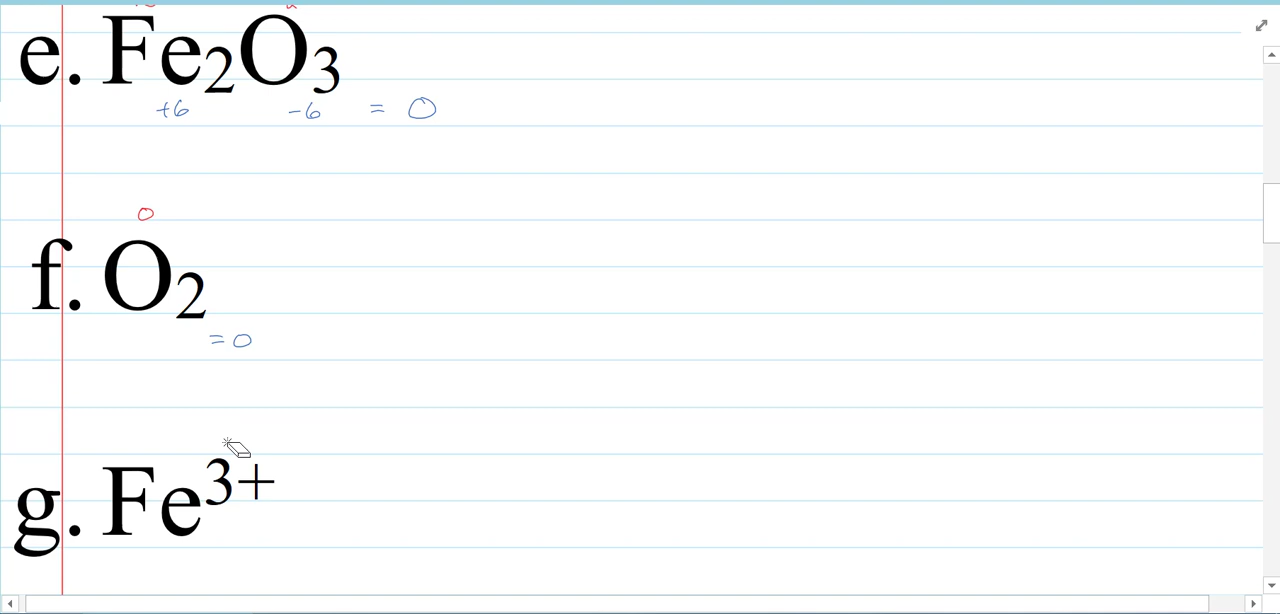 e. Fe₂O₃
+6 -6 = 0
0
f. O₂
= 0
g. Fe³⁺